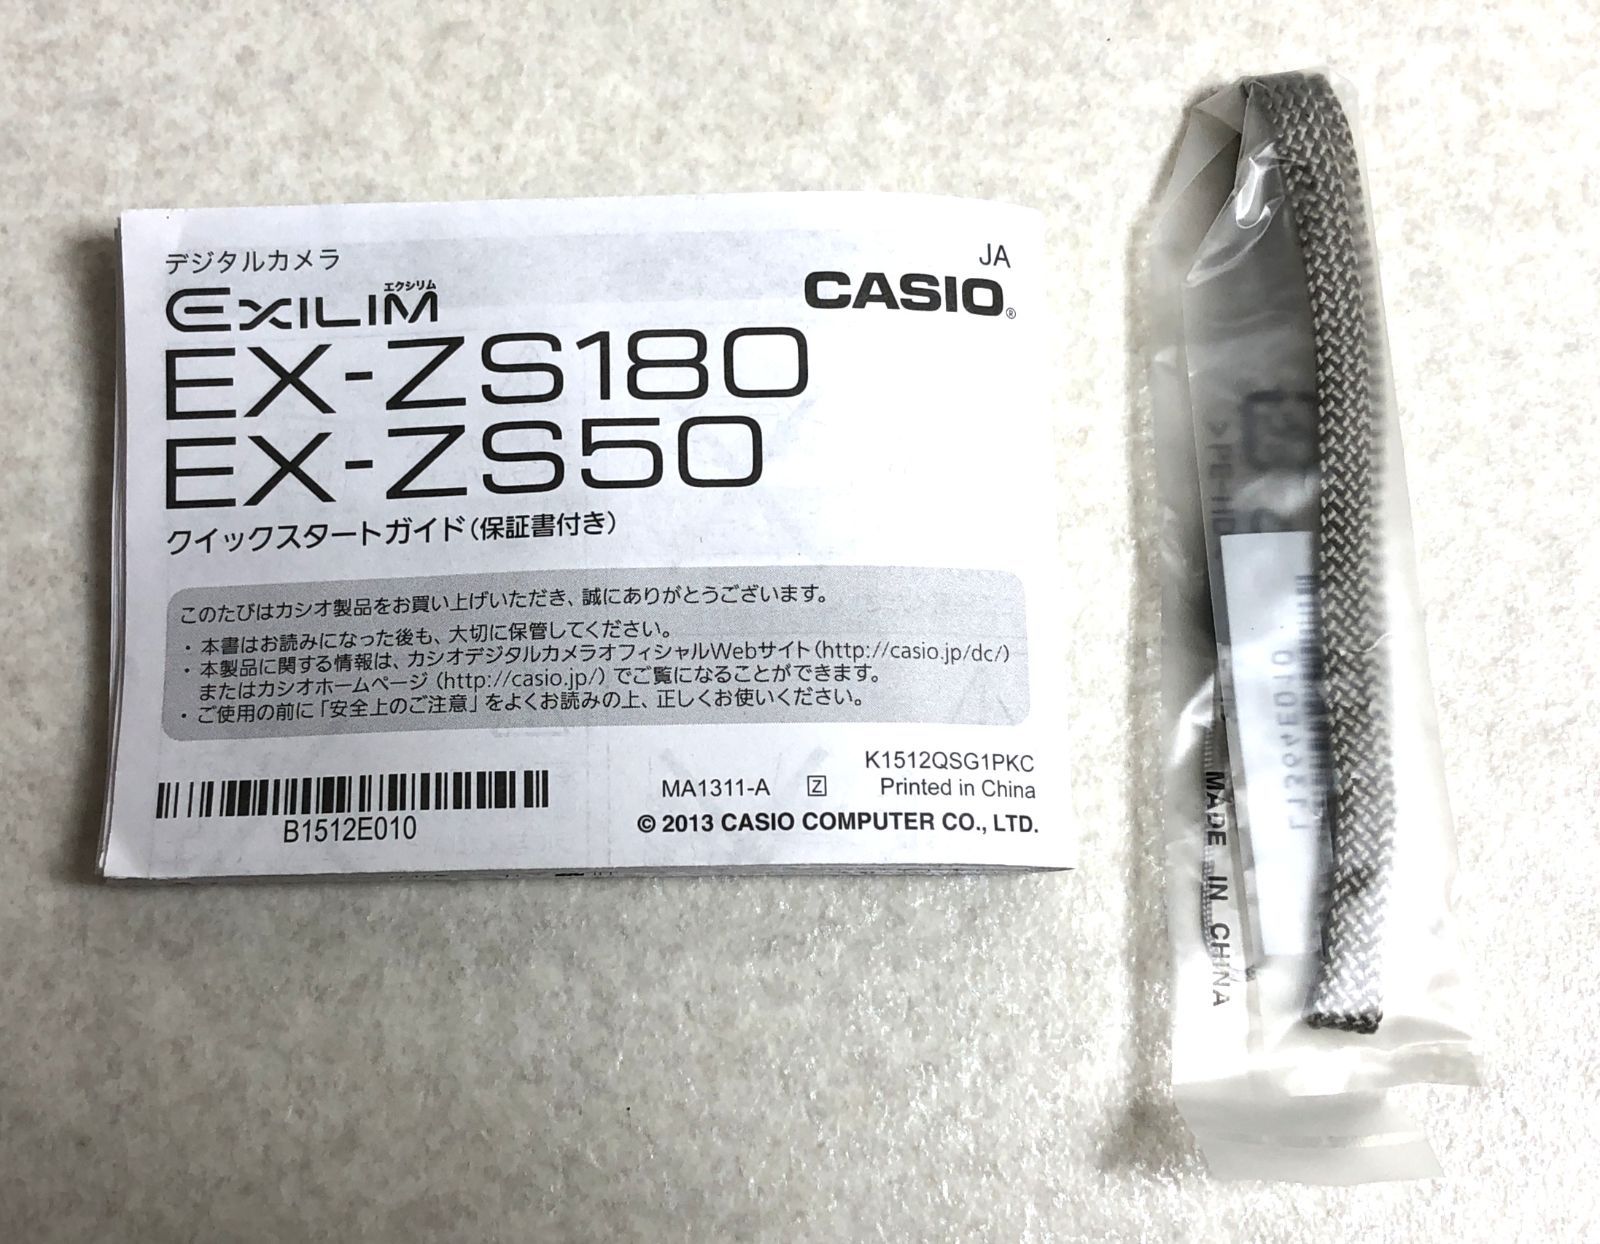 デジタルカメラ
JA
エクシリム
EXILIM
CASIO®
EX-ZS180
EX-ZS50
クイックスタートガイド（保証書付き）
このたびはカシオ製品をお買い上げいただき、誠にありがとうございます。
・本書はお読みになった後も、大切に保管してください。
・本製品に関する情報は、カシオデジタルカメラオフィシャルWebサイト（http://casio.jp/dc/）
またはカシオホームページ（http://casio.jp/）でご覧になることができます。
・ご使用の前に「安全上のご注意」をよくお読みの上、正しくお使いください。
K1512QSG1PKC
MA1311-A Z Printed in China
B1512E010
© 2013 CASIO COMPUTER CO., LTD.
MADE IN CHINA